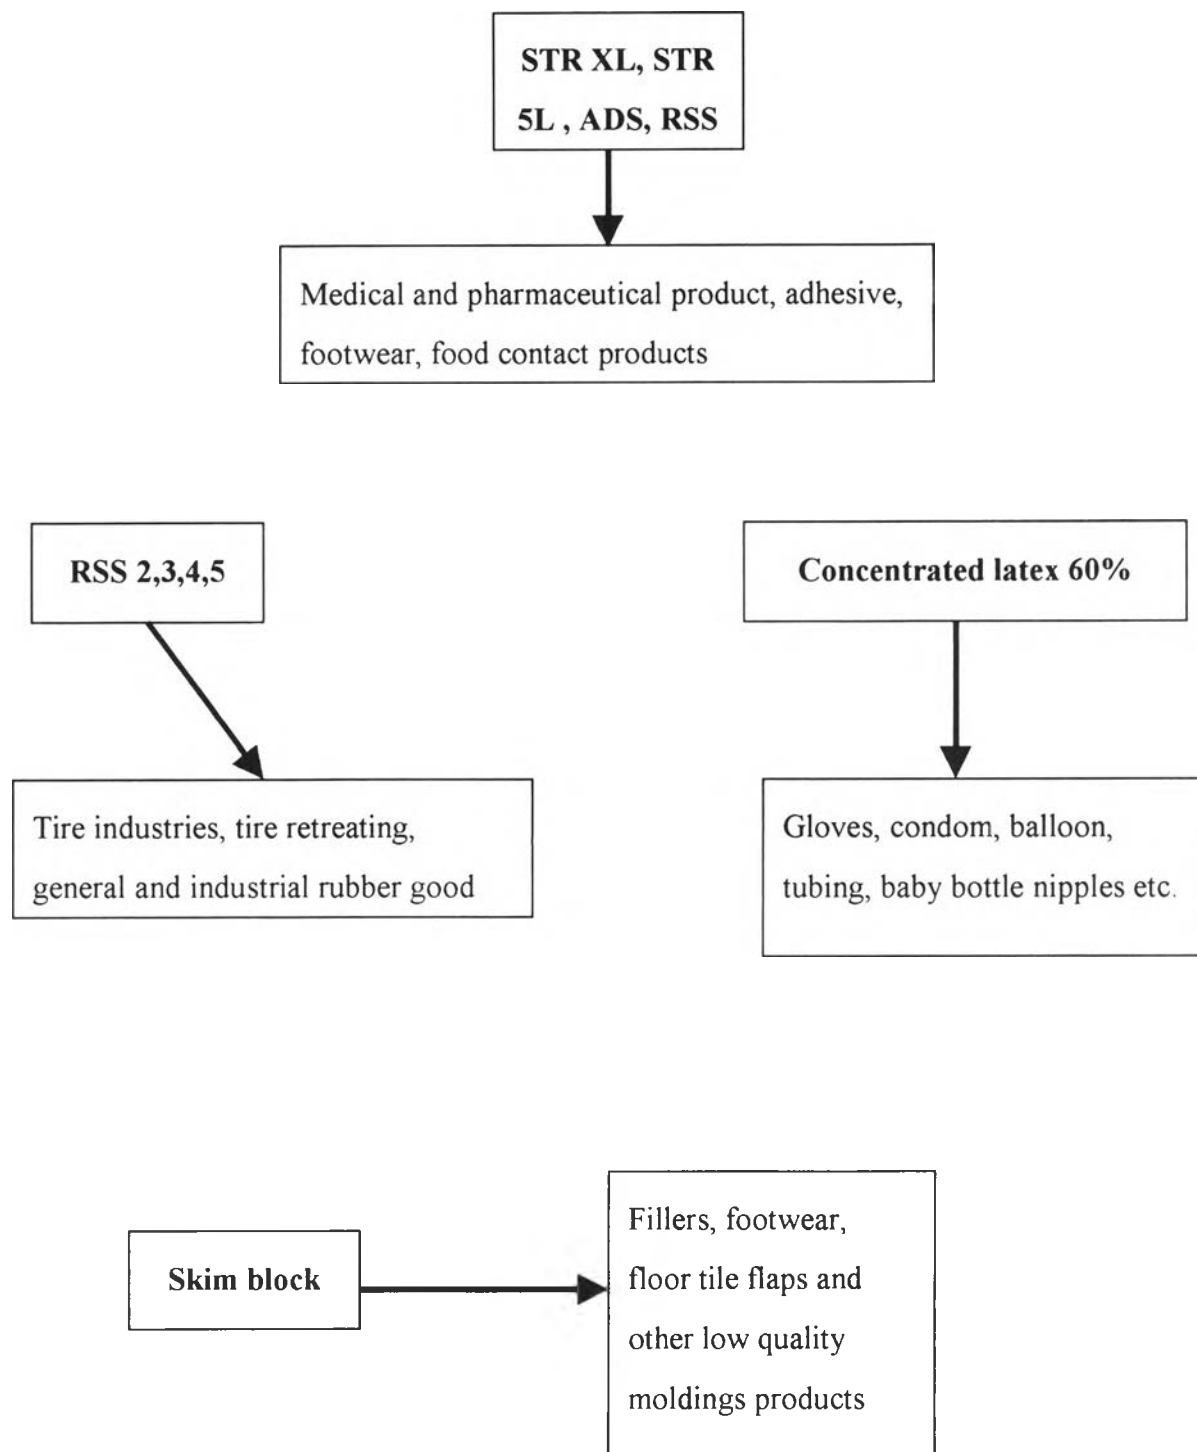 STR XL, STR
5L , ADS, RSS
Medical and pharmaceutical product, adhesive,
footwear, food contact products
RSS 2,3,4,5
Concentrated latex 60%
Tire industries, tire retreating,
general and industrial rubber good
Gloves, condom, balloon,
tubing, baby bottle nipples etc.
Skim block
Fillers, footwear,
floor tile flaps and
other low quality
moldings products